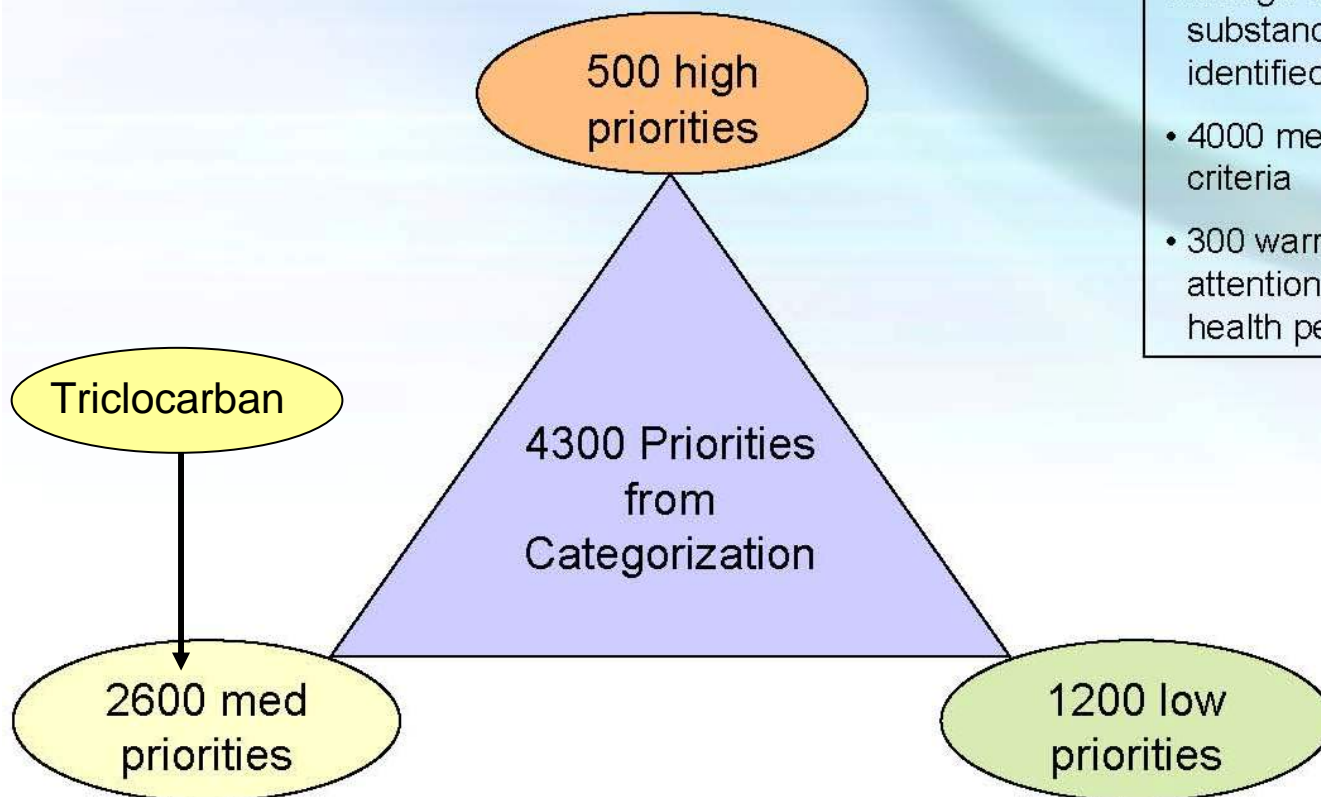 500 high
priorities
substanc
identified
• 4000 me
criteria
• 300 warr
attention
health pe
Triclocarban
4300 Priorities
from
Categorization
2600 med
priorities
1200 low
priorities